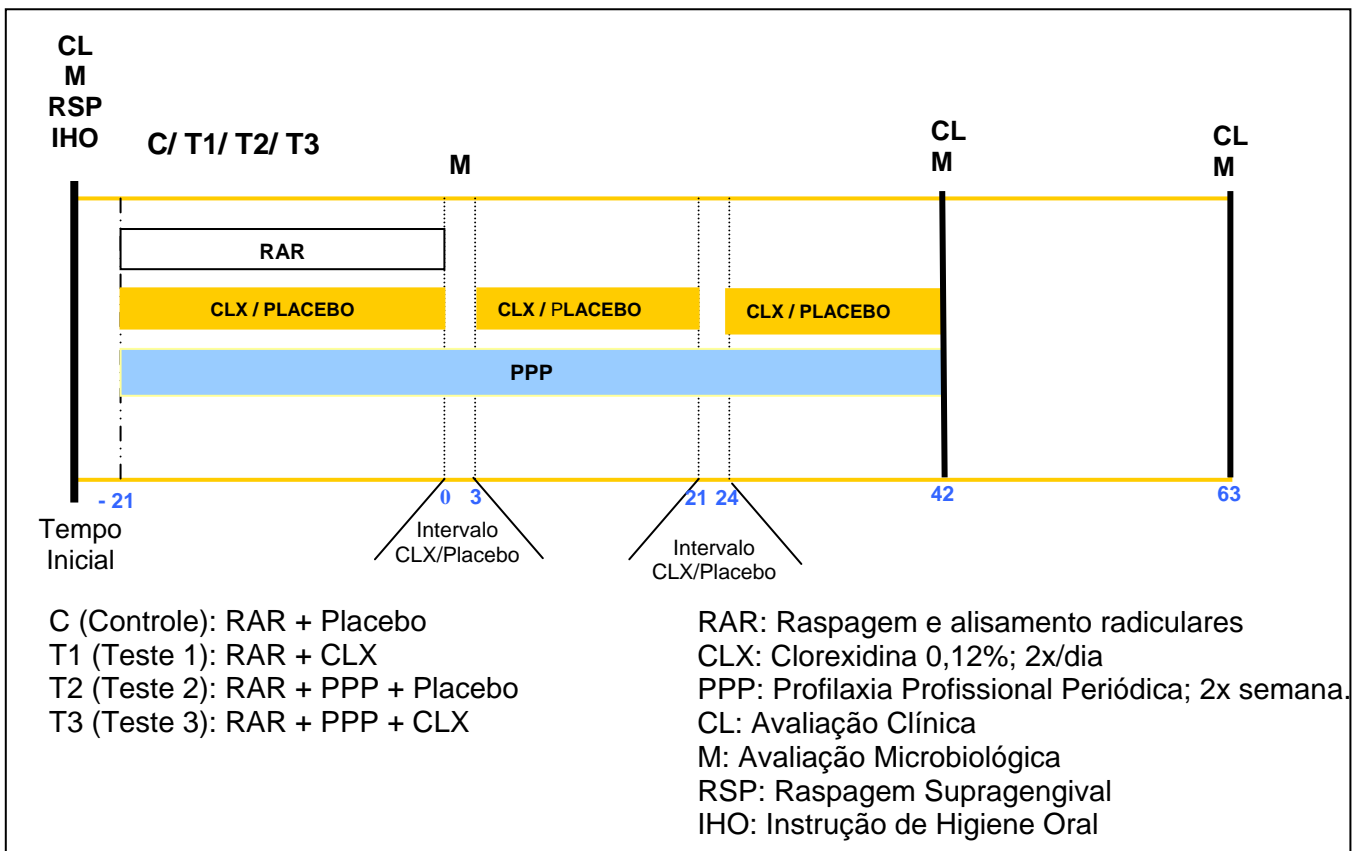 CL
M
RSP
IHO
C/ T1/ T2/ T3
M
CL
M
CL
M
RAR
CLX / PLACEBO
CLX / PLACEBO
CLX / PLACEBO
PPP
- 21
0
3
21
24
42
63
Tempo
Inicial
Intervalo
CLX/Placebo
Intervalo
CLX/Placebo
C (Controle): RAR + Placebo
T1 (Teste 1): RAR + CLX
T2 (Teste 2): RAR + PPP + Placebo
T3 (Teste 3): RAR + PPP + CLX
RAR: Raspagem e alisamento radiculares
CLX: Clorexidina 0,12%; 2x/dia
PPP: Profilaxia Profissional Periódica; 2x semana.
CL: Avaliação Clínica
M: Avaliação Microbiológica
RSP: Raspagem Supragengival
IHO: Instrução de Higiene Oral